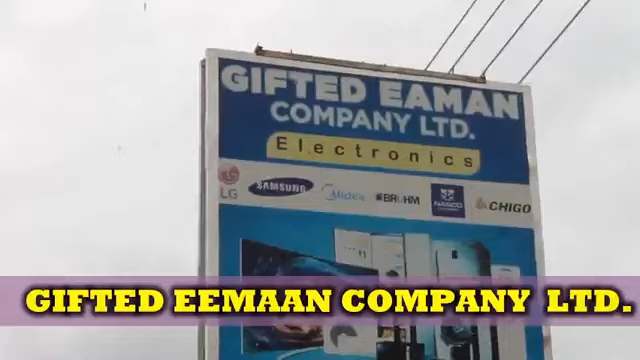 GIFTED EAMAN
COMPANY LTD.
Electronics
LG SAMSUNG Midea BRUHM NASCO CHIGO
GIFTED EEMAAN COMPANY LTD.